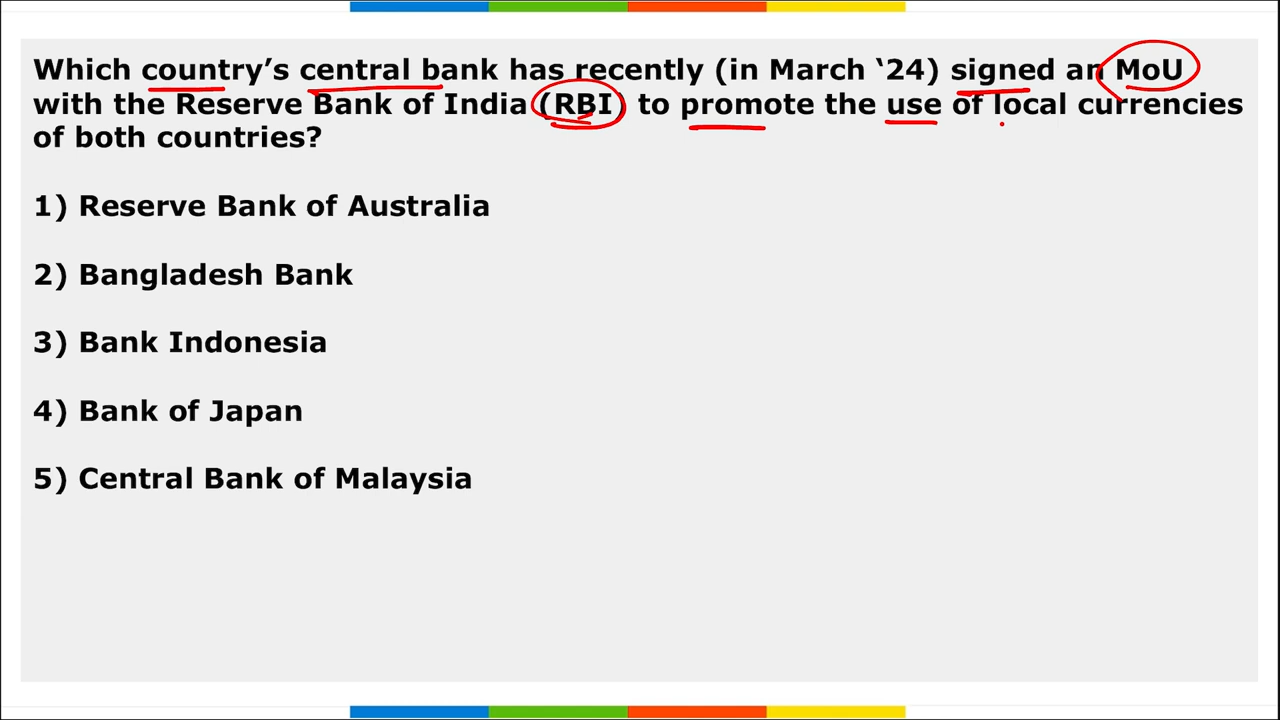 Which country’s central bank has recently (in March ‘24) signed an MoU
with the Reserve Bank of India (RBI) to promote the use of local currencies
of both countries?
1) Reserve Bank of Australia
2) Bangladesh Bank
3) Bank Indonesia
4) Bank of Japan
5) Central Bank of Malaysia